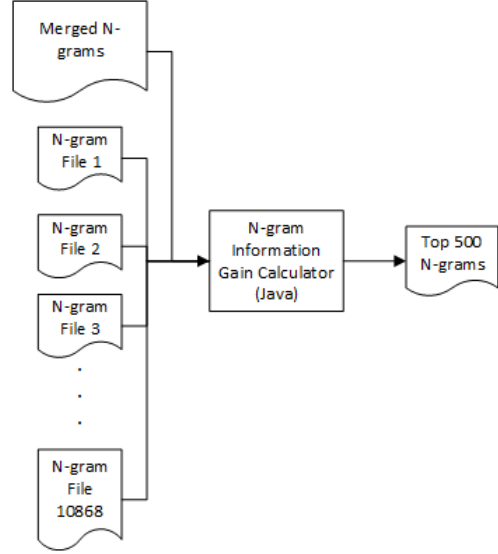 Merged N-
grams
N-gram
File 1
N-gram
File 2
N-gram
File 3
.
.
.
N-gram
File
10868
N-gram
Information
Gain Calculator
(Java)
Top 500
N-grams